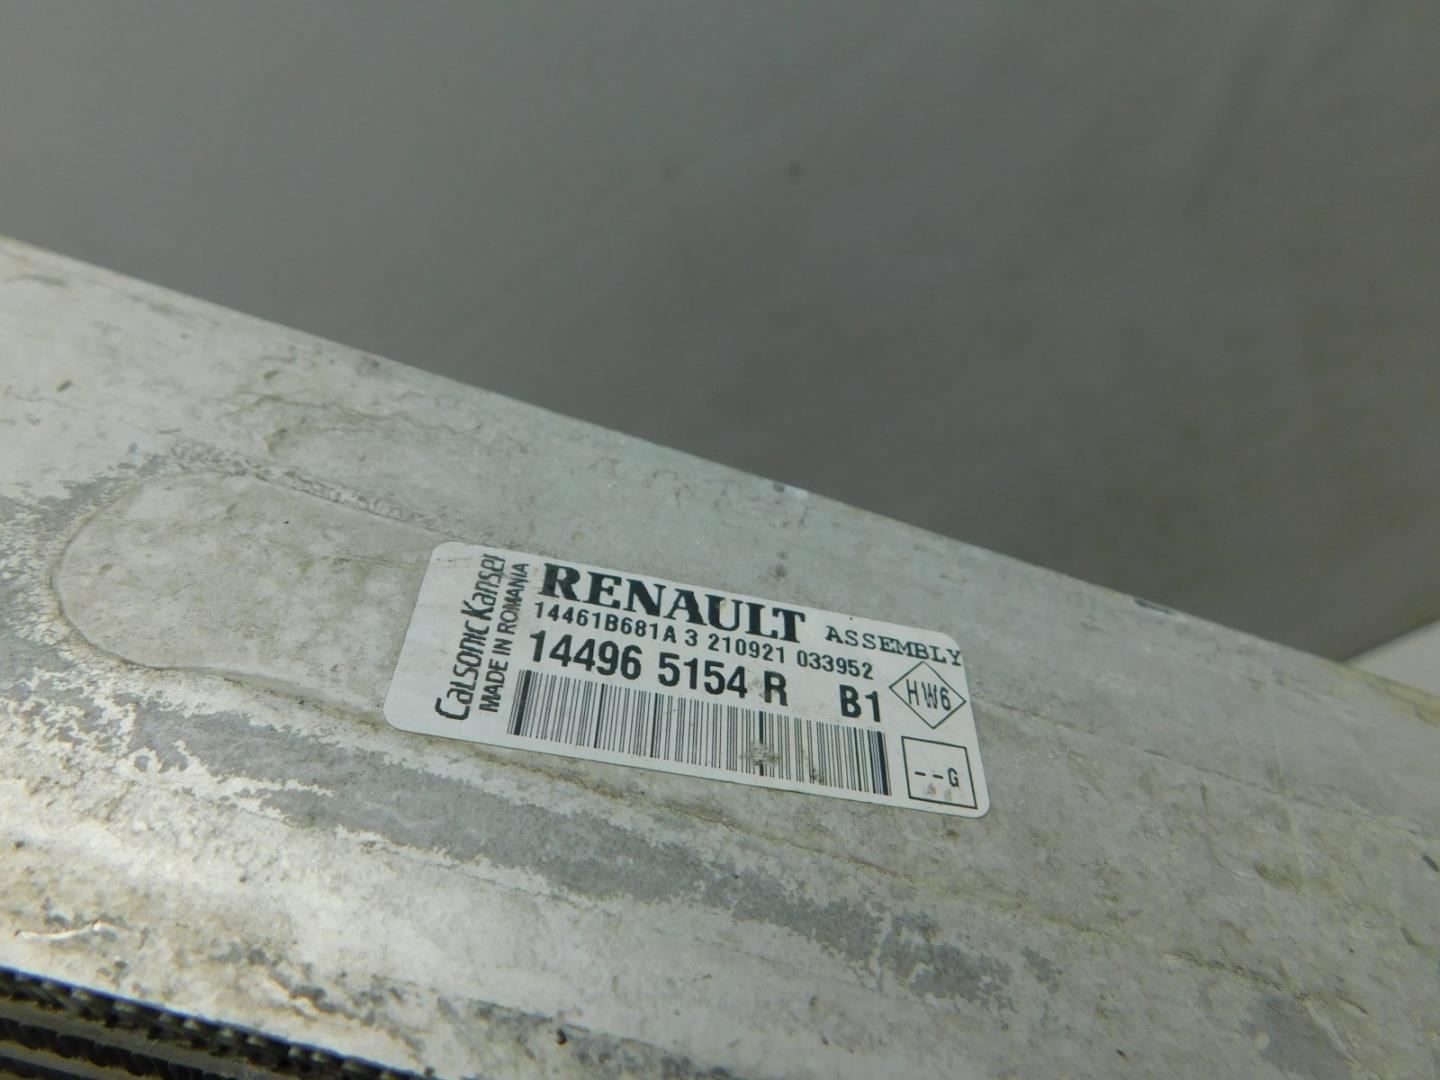 Calsonic Kansei
MADE IN ROMANIA
RENAULT ASSEMBLY
14461B681A 3 210921 033952
14496 5154 R B1
HW6
--G